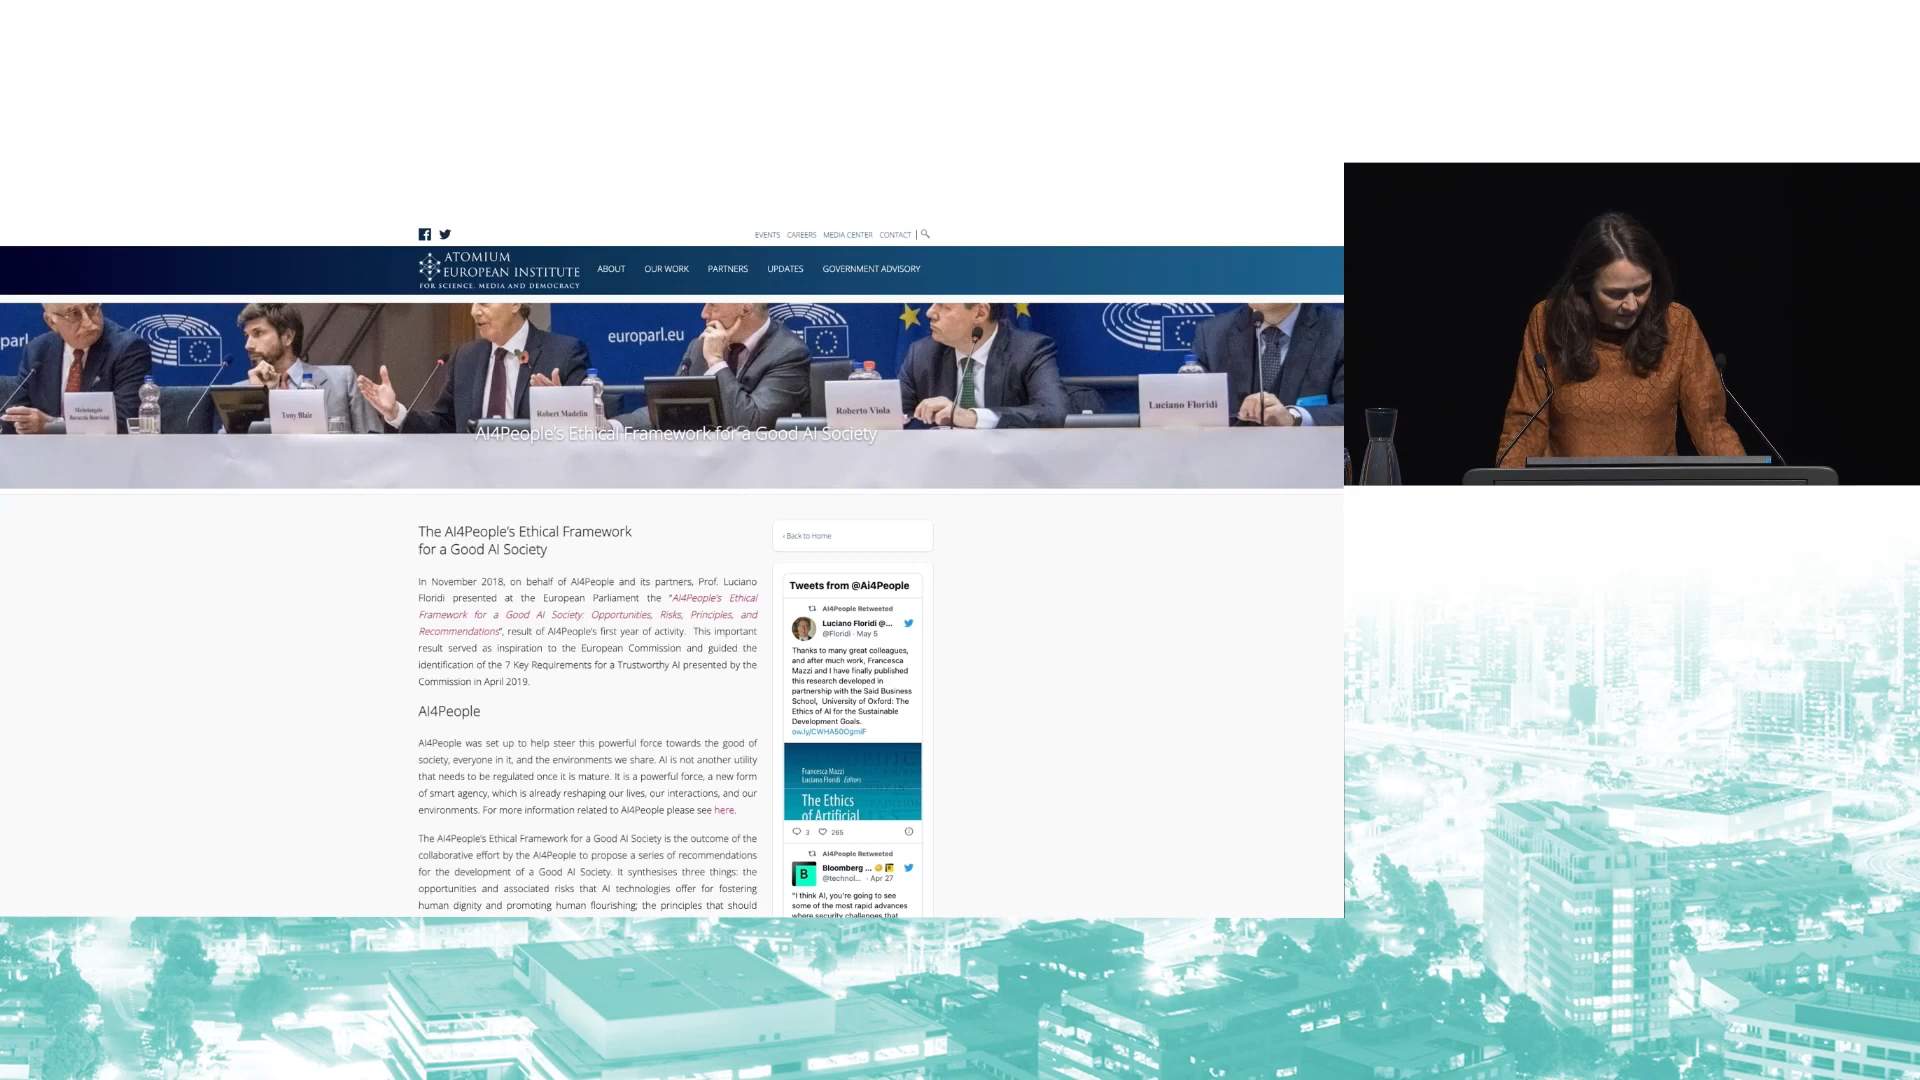 EVENTS CAREERS MEDIA CENTER CONTACT
ATOMIUM
EUROPEAN INSTITUTE
FOR SCIENCE, MEDIA AND DEMOCRACY
ABOUT OUR WORK PARTNERS UPDATES GOVERNMENT ADVISORY
parl
europarl.eu
Tony Blair
Robert Madelin
Roberto Viola
Luciano Floridi
AI4People's Ethical Framework for a Good AI Society
The AI4People's Ethical Framework
for a Good AI Society
In November 2018, on behalf of AI4People and its partners, Prof. Luciano
Floridi presented at the European Parliament the "AI4People's Ethical
Framework for a Good AI Society: Opportunities, Risks, Principles, and
Recommendations", result of AI4People's first year of activity. This important
result served as inspiration to the European Commission and guided the
identification of the 7 Key Requirements for a Trustworthy AI presented by the
Commission in April 2019.
AI4People
AI4People was set up to help steer this powerful force towards the good of
society, everyone in it, and the environments we share. AI is not another utility
that needs to be regulated once it is mature. It is a powerful force, a new form
of smart agency, which is already reshaping our lives, our interactions, and our
environments. For more information related to AI4People please see here.
The AI4People's Ethical Framework for a Good AI Society is the outcome of the
collaborative effort by the AI4People to propose a series of recommendations
for the development of a Good AI Society. It synthesises three things: the
opportunities and associated risks that AI technologies offer for fostering
human dignity and promoting human flourishing; the principles that should
‹ Back to Home
Tweets from @Ai4People
AI4People Retweeted
Luciano Floridi @...
@Floridi · May 5
Thanks to many great colleagues,
and after much work, Francesca
Mazzi and I have finally published
this research developed in
partnership with the Said Business
School, University of Oxford: The
Ethics of AI for the Sustainable
Development Goals.
ow.ly/CWHA50OgmiF
Francesca Mazzi
Luciano Floridi Editors
The Ethics
of Artificial
3 265
AI4People Retweeted
B
Bloomberg ...
@technol... · Apr 27
"I think AI, you're going to see
some of the most rapid advances
where security challenges that